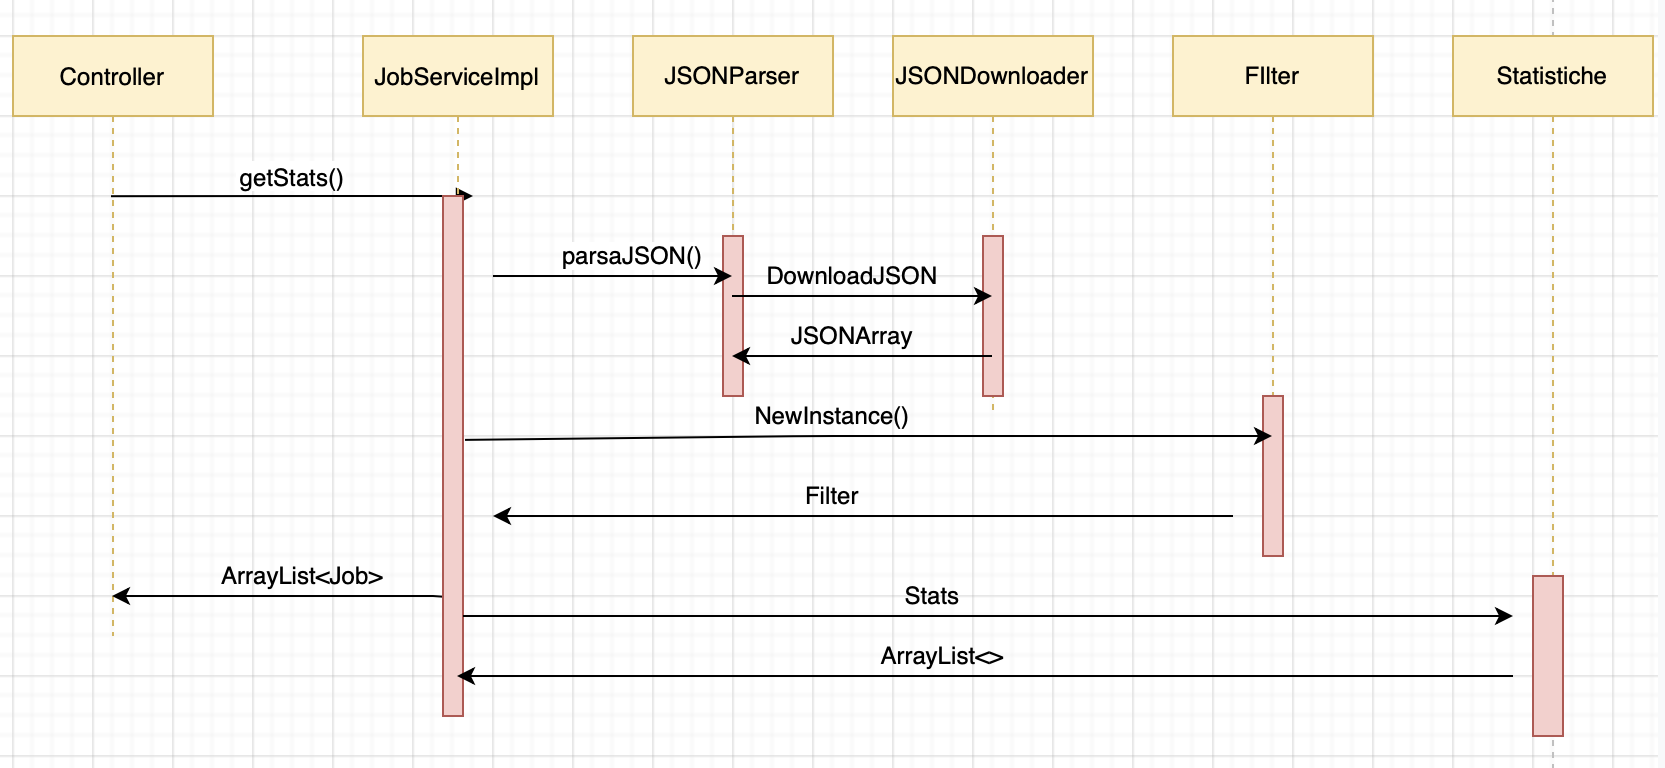 Controller
JobServiceImpl
JSONParser
JSONDownloader
FIlter
Statistiche
getStats()
parsaJSON()
DownloadJSON
JSONArray
NewInstance()
Filter
ArrayList<Job>
Stats
ArrayList<>